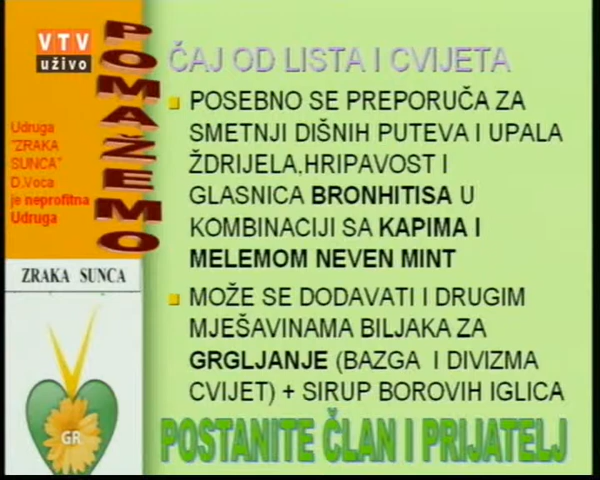 VTV
uživo
POMAŽEMO
Udruga
"ZRAKA
SUNCA"
D.Voća
je neprofitna
Udruga
ZRAKA SUNCA
GR
ČAJ OD LISTA I CVIJETA
POSEBNO SE PREPORUČA ZA
SMETNJI DIŠNIH PUTEVA I UPALA
ŽDRIJELA,HRIPAVOST I
GLASNICA BRONHITISA U
KOMBINACIJI SA KAPIMA I
MELEMOM NEVEN MINT
MOŽE SE DODAVATI I DRUGIM
MJEŠAVINAMA BILJAKA ZA
GRGLJANJE (BAZGA I DIVIZMA
CVIJET) + SIRUP BOROVIH IGLICA
POSTANITE ČLAN I PRIJATELJ